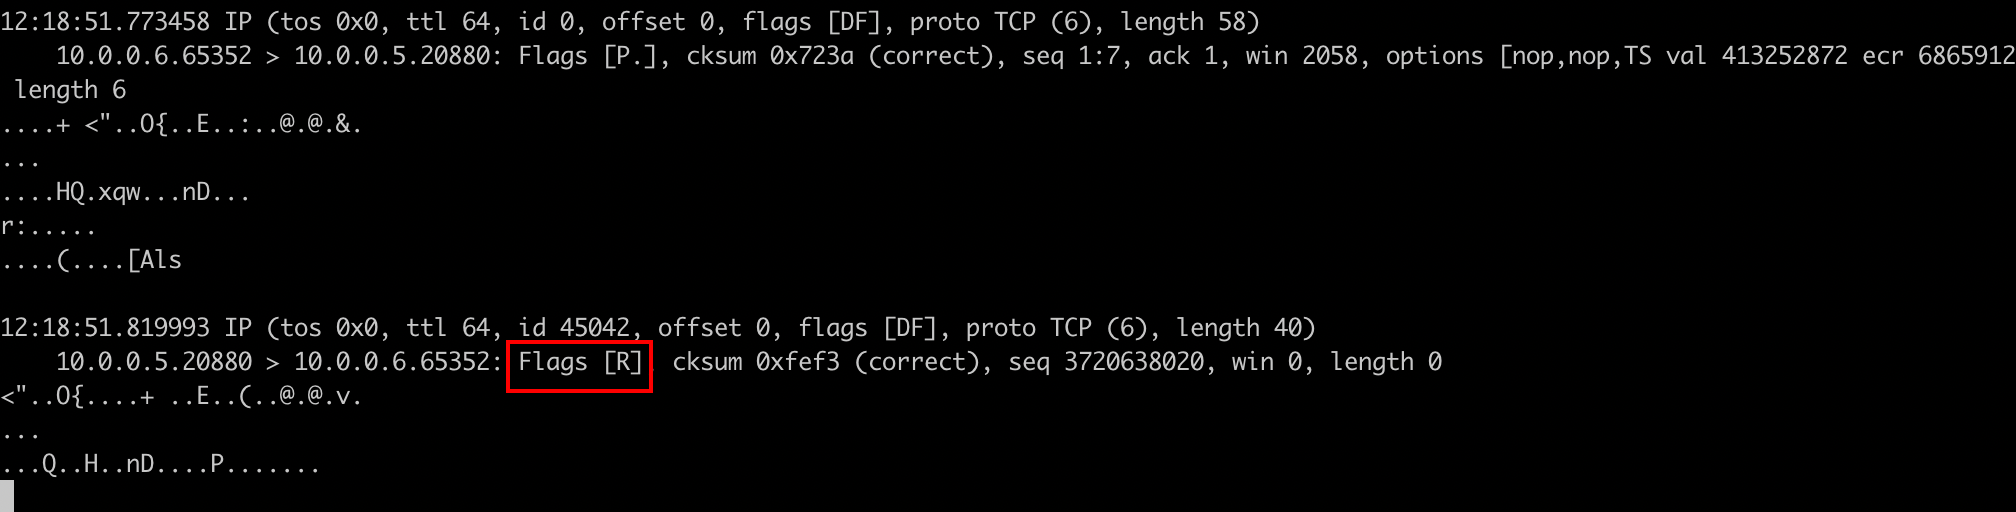 12:18:51.773458 IP (tos 0x0, ttl 64, id 0, offset 0, flags [DF], proto TCP (6), length 58)
    10.0.0.6.65352 > 10.0.0.5.20880: Flags [P.], cksum 0x723a (correct), seq 1:7, ack 1, win 2058, options [nop,nop,TS val 413252872 ecr 6865912
 length 6
....+ <"..O{..E..:..@.@.&.
...
....HQ.xqw...nD...
r:.....
....(....[Als
12:18:51.819993 IP (tos 0x0, ttl 64, id 45042, offset 0, flags [DF], proto TCP (6), length 40)
    10.0.0.5.20880 > 10.0.0.6.65352: Flags [R] cksum 0xfef3 (correct), seq 3720638020, win 0, length 0
<"..O{....+ ..E..(..@.@.v.
...
...Q..H..nD....P.......